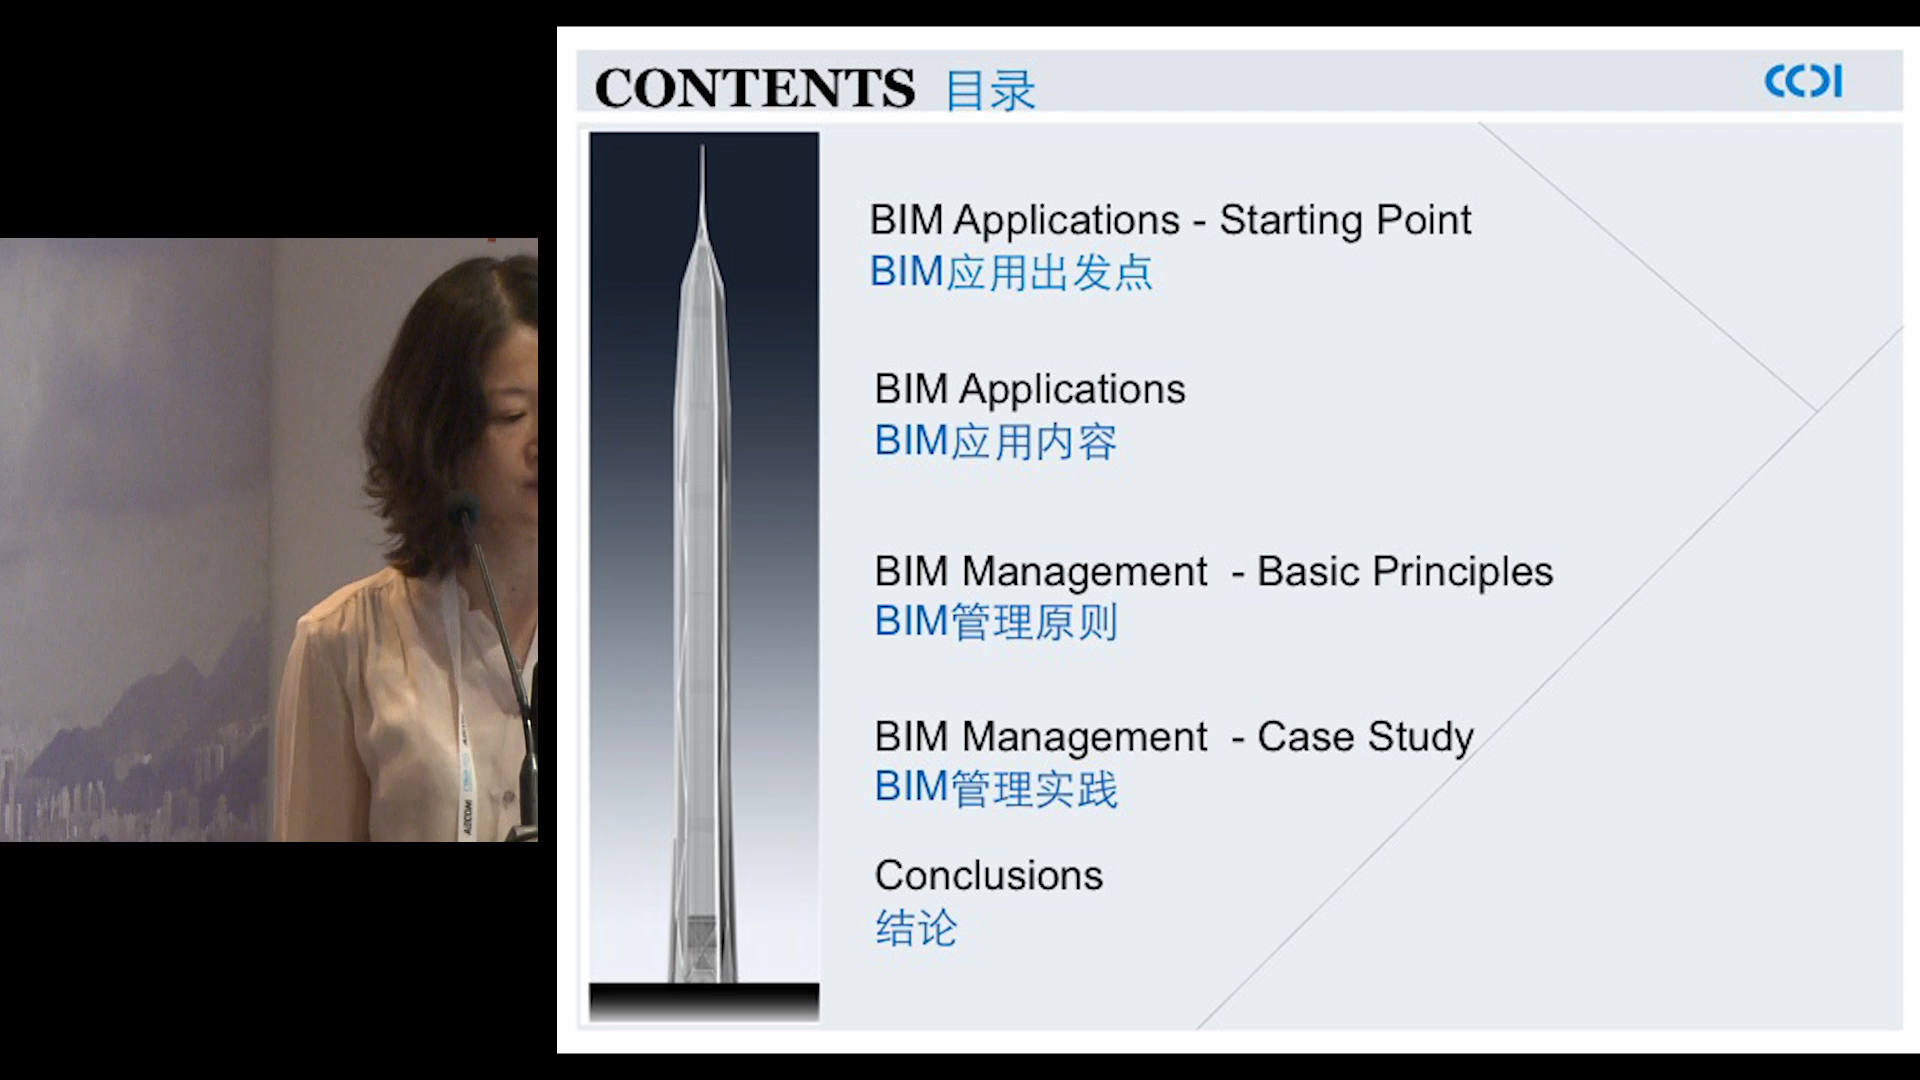 CONTENTS 目录
CCDI
BIM Applications - Starting Point
BIM应用出发点
BIM Applications
BIM应用内容
BIM Management - Basic Principles
BIM管理原则
BIM Management - Case Study
BIM管理实践
Conclusions
结论
AECOM